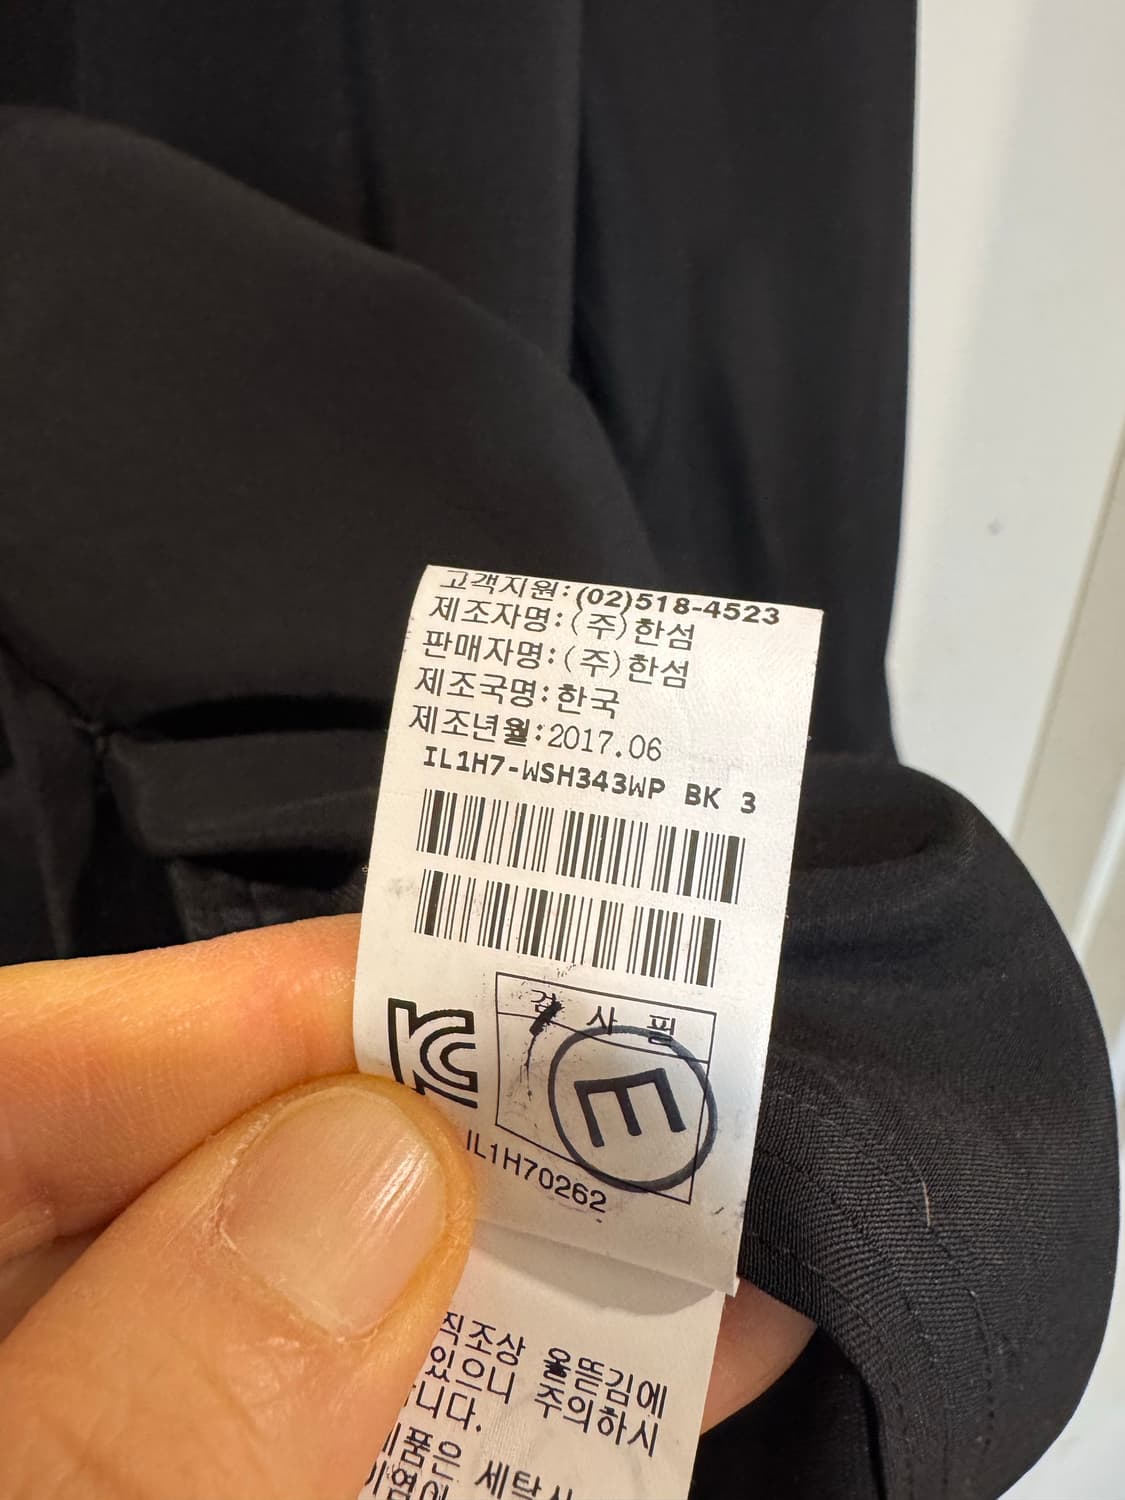 고객지원:(02)518-4523
제조자명:(주)한섬
판매자명:(주)한섬
제조국명:한국
제조년월:2017.06
IL1H7-WSH343WP BK 3
검 사 필
KC
E
IL1H70262
직조상 올뜯김에
있으니 주의하시
니다.
품은 세탁